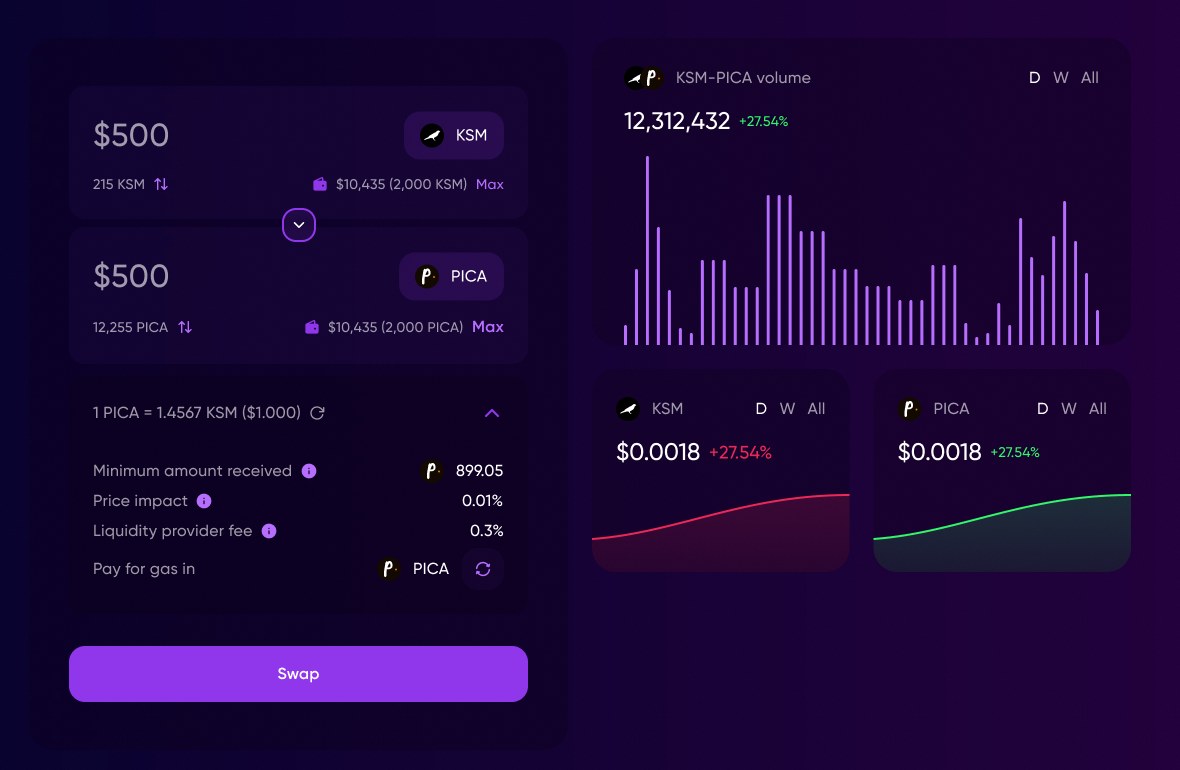 $500
KSM
215 KSM
$10,435 (2,000 KSM) Max
$500
PICA
12,255 PICA
$10,435 (2,000 PICA) Max
1 PICA = 1.4567 KSM ($1.000)
Minimum amount received 899.05
Price impact 0.01%
Liquidity provider fee 0.3%
Pay for gas in PICA
Swap
KSM-PICA volume D W All
12,312,432 +27.54%
KSM D W All
$0.0018 +27.54%
PICA D W All
$0.0018 +27.54%